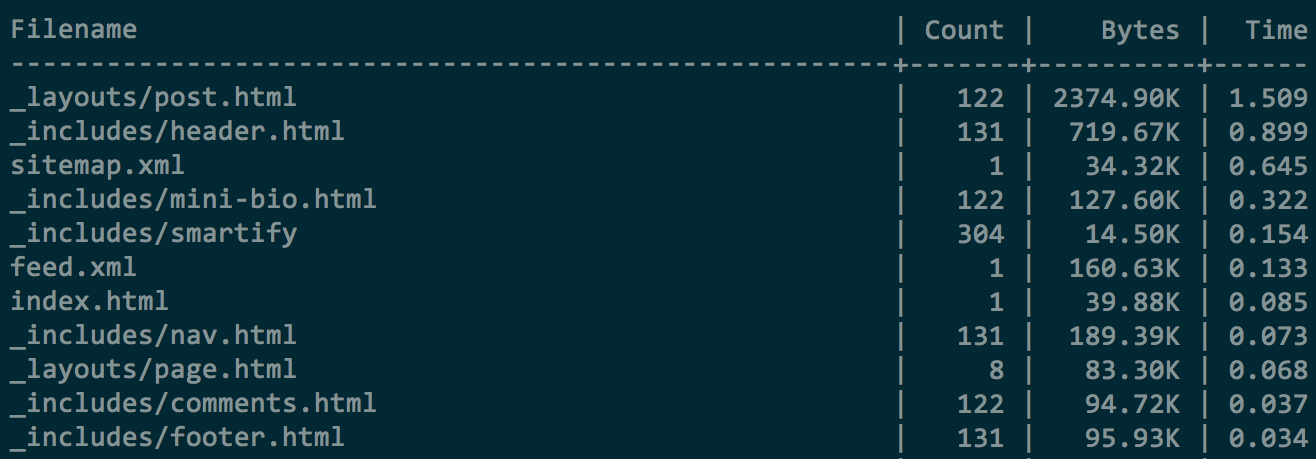 Filename | Count | Bytes | Time
-------------------------------------------------------+-------+----------+------
_layouts/post.html | 122 | 2374.90K | 1.509
_includes/header.html | 131 | 719.67K | 0.899
sitemap.xml | 1 | 34.32K | 0.645
_includes/mini-bio.html | 122 | 127.60K | 0.322
_includes/smartify | 304 | 14.50K | 0.154
feed.xml | 1 | 160.63K | 0.133
index.html | 1 | 39.88K | 0.085
_includes/nav.html | 131 | 189.39K | 0.073
_layouts/page.html | 8 | 83.30K | 0.068
_includes/comments.html | 122 | 94.72K | 0.037
_includes/footer.html | 131 | 95.93K | 0.034